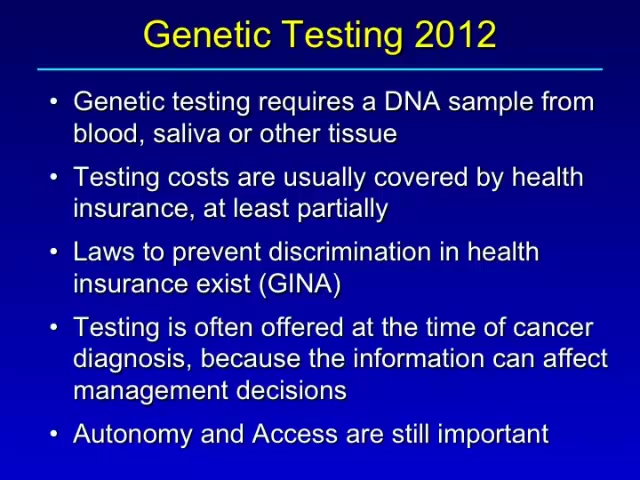 Genetic Testing 2012
• Genetic testing requires a DNA sample from
blood, saliva or other tissue
• Testing costs are usually covered by health
insurance, at least partially
• Laws to prevent discrimination in health
insurance exist (GINA)
• Testing is often offered at the time of cancer
diagnosis, because the information can affect
management decisions
• Autonomy and Access are still important